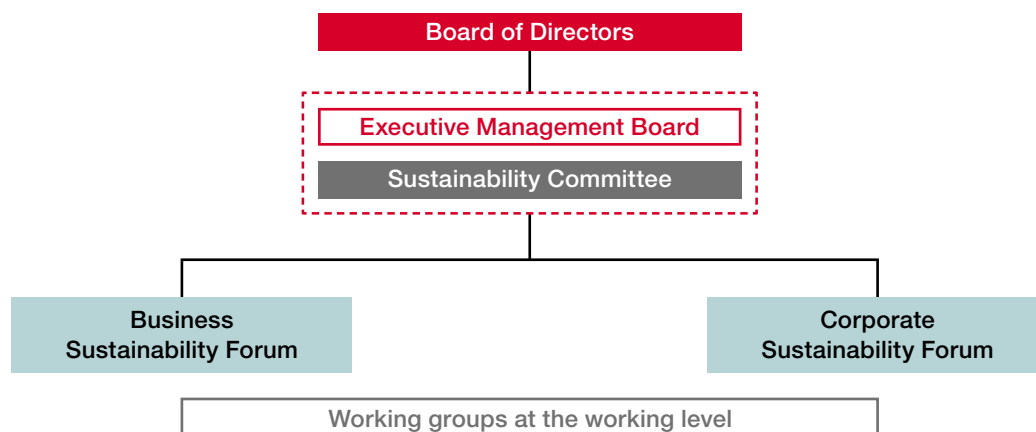 Board of Directors
Executive Management Board
Sustainability Committee
Business
Sustainability Forum
Corporate
Sustainability Forum
Working groups at the working level